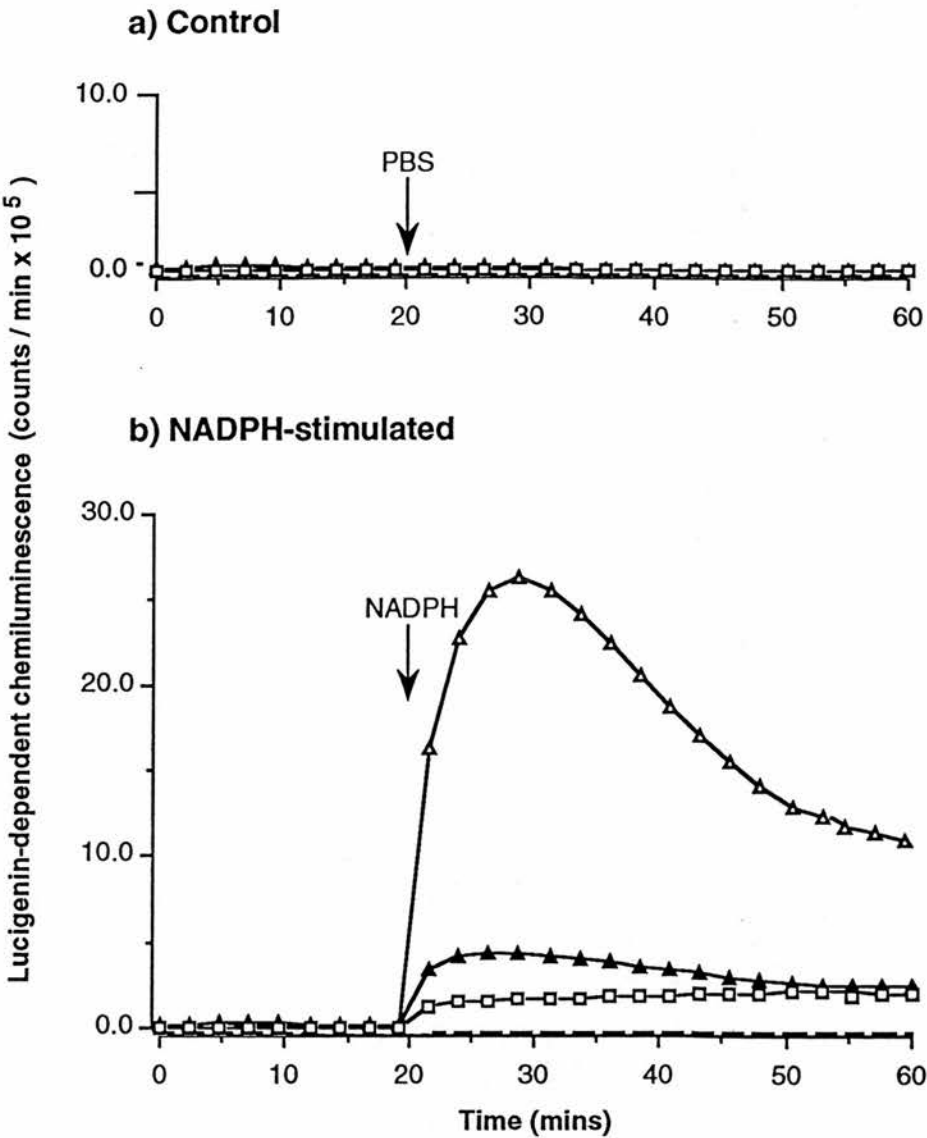 a) Control
10.0
0.0
PBS
0 10 20 30 40 50 60
b) NADPH-stimulated
30.0
20.0
10.0
0.0
NADPH
0 10 20 30 40 50 60
Time (mins)
Lucigenin-dependent chemiluminescence (counts / min x 10 5 )